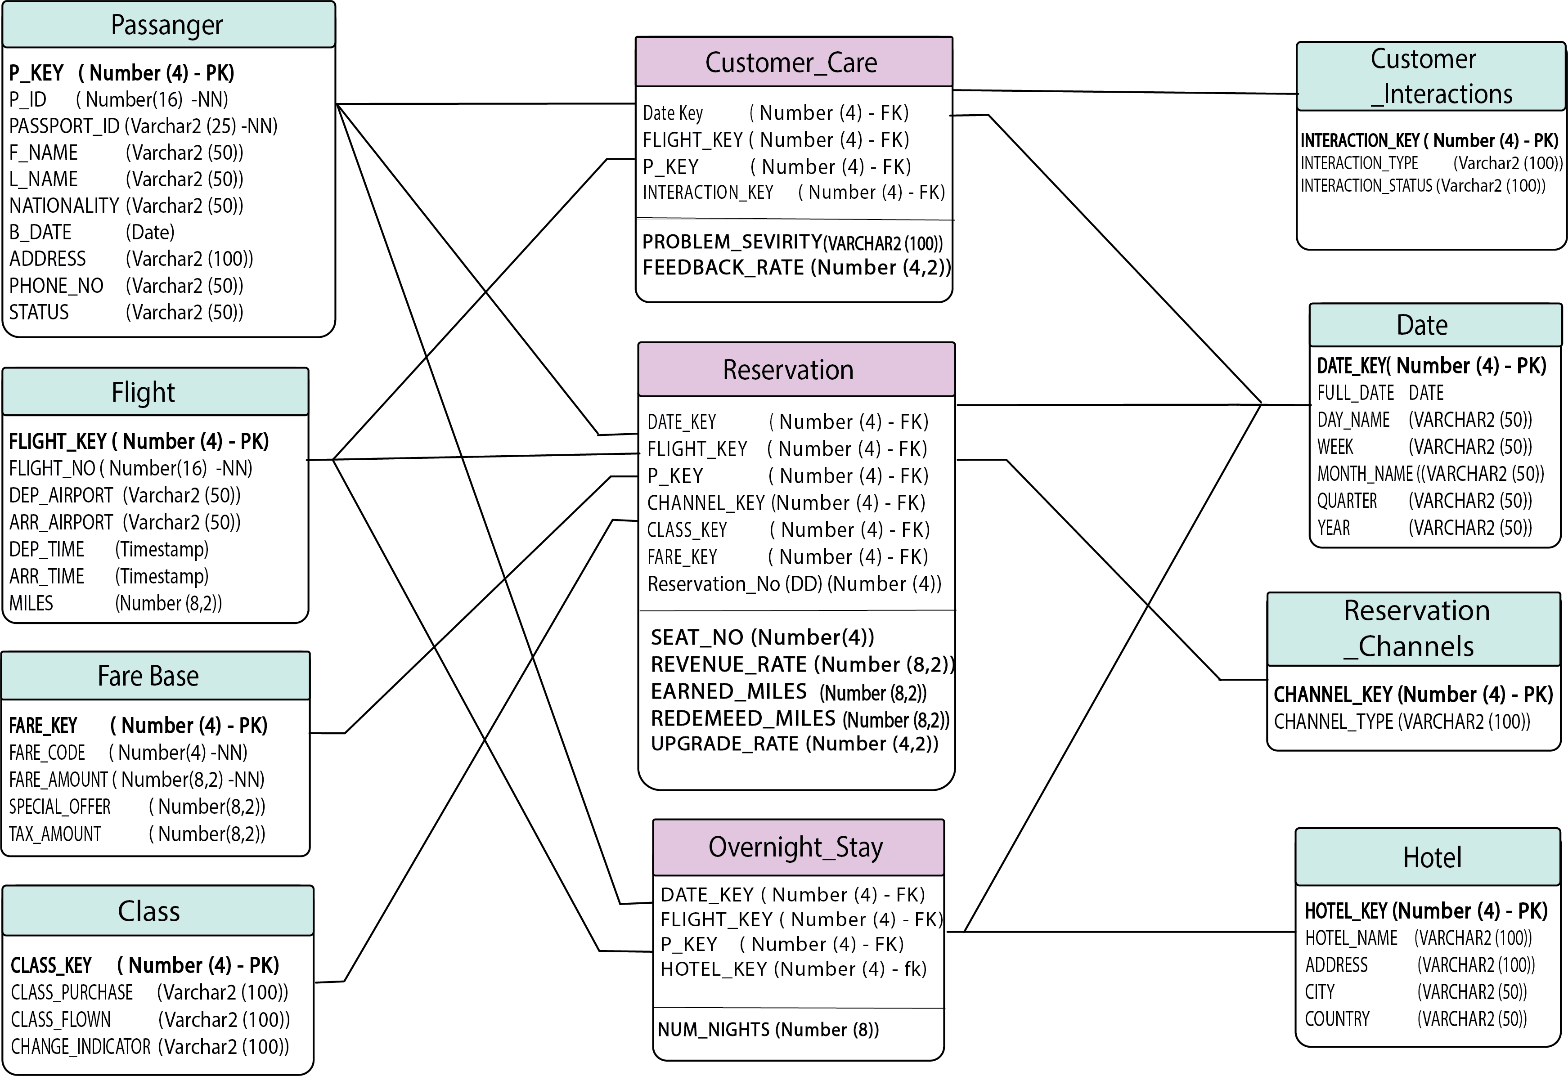 Passanger
P_KEY ( Number (4) - PK)
P_ID ( Number(16) -NN)
PASSPORT_ID (Varchar2 (25) -NN)
F_NAME (Varchar2 (50))
L_NAME (Varchar2 (50))
NATIONALITY (Varchar2 (50))
B_DATE (Date)
ADDRESS (Varchar2 (100))
PHONE_NO (Varchar2 (50))
STATUS (Varchar2 (50))
Flight
FLIGHT_KEY ( Number (4) - PK)
FLIGHT_NO ( Number(16) -NN)
DEP_AIRPORT (Varchar2 (50))
ARR_AIRPORT (Varchar2 (50))
DEP_TIME (Timestamp)
ARR_TIME (Timestamp)
MILES (Number (8,2))
Fare Base
FARE_KEY ( Number (4) - PK)
FARE_CODE ( Number(4) -NN)
FARE_AMOUNT ( Number(8,2) -NN)
SPECIAL_OFFER ( Number(8,2))
TAX_AMOUNT ( Number(8,2))
Class
CLASS_KEY ( Number (4) - PK)
CLASS_PURCHASE (Varchar2 (100))
CLASS_FLOWN (Varchar2 (100))
CHANGE_INDICATOR (Varchar2 (100))
Customer_Care
Date Key ( Number (4) - FK)
FLIGHT_KEY ( Number (4) - FK)
P_KEY ( Number (4) - FK)
INTERACTION_KEY ( Number (4) - FK)
PROBLEM_SEVIRITY(VARCHAR2 (100))
FEEDBACK_RATE (Number (4,2))
Reservation
DATE_KEY ( Number (4) - FK)
FLIGHT_KEY ( Number (4) - FK)
P_KEY ( Number (4) - FK)
CHANNEL_KEY (Number (4) - FK)
CLASS_KEY ( Number (4) - FK)
FARE_KEY ( Number (4) - FK)
Reservation_No (DD) (Number (4))
SEAT_NO (Number(4))
REVENUE_RATE (Number (8,2))
EARNED_MILES (Number (8,2))
REDEMEED_MILES (Number (8,2))
UPGRADE_RATE (Number (4,2))
Overnight_Stay
DATE_KEY ( Number (4) - FK)
FLIGHT_KEY ( Number (4) - FK)
P_KEY ( Number (4) - FK)
HOTEL_KEY (Number (4) - fk)
NUM_NIGHTS (Number (8))
Customer
_Interactions
INTERACTION_KEY ( Number (4) - PK)
INTERACTION_TYPE (Varchar2 (100))
INTERACTION_STATUS (Varchar2 (100))
Date
DATE_KEY( Number (4) - PK)
FULL_DATE DATE
DAY_NAME (VARCHAR2 (50))
WEEK (VARCHAR2 (50))
MONTH_NAME ((VARCHAR2 (50))
QUARTER (VARCHAR2 (50))
YEAR (VARCHAR2 (50))
Reservation
_Channels
CHANNEL_KEY (Number (4) - PK)
CHANNEL_TYPE (VARCHAR2 (100))
Hotel
HOTEL_KEY (Number (4) - PK)
HOTEL_NAME (VARCHAR2 (100))
ADDRESS (VARCHAR2 (100))
CITY (VARCHAR2 (50))
COUNTRY (VARCHAR2 (50))